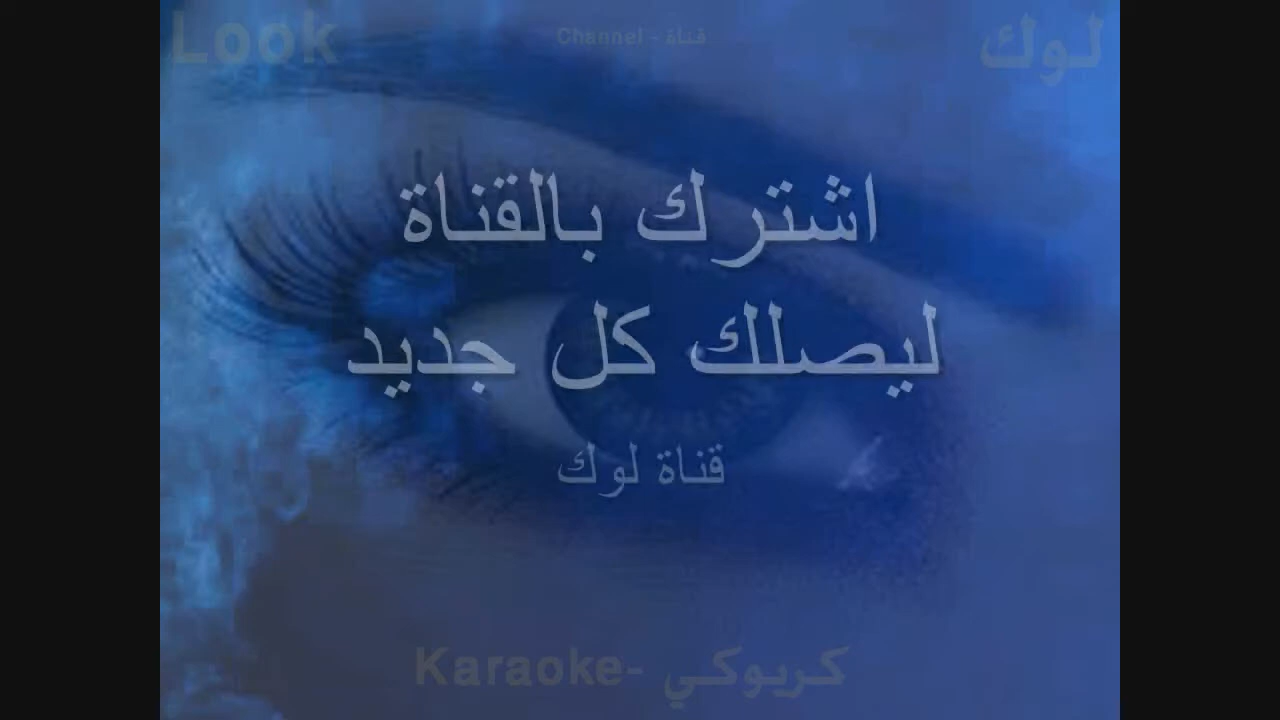 Look
قناة - Channel
لوك
اشترك بالقناة
ليصلك كل جديد
قناة لوك
Karaoke- كريوكي